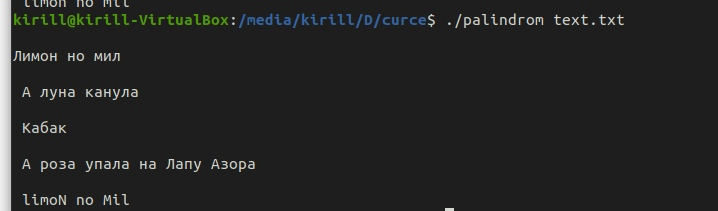 limon no mil
kirill@kirill-VirtualBox:/media/kirill/D/curce$ ./palindrom text.txt
Лимон но мил
А луна канула
Кабак
А роза упала на Лапу Азора
limoN no Mil